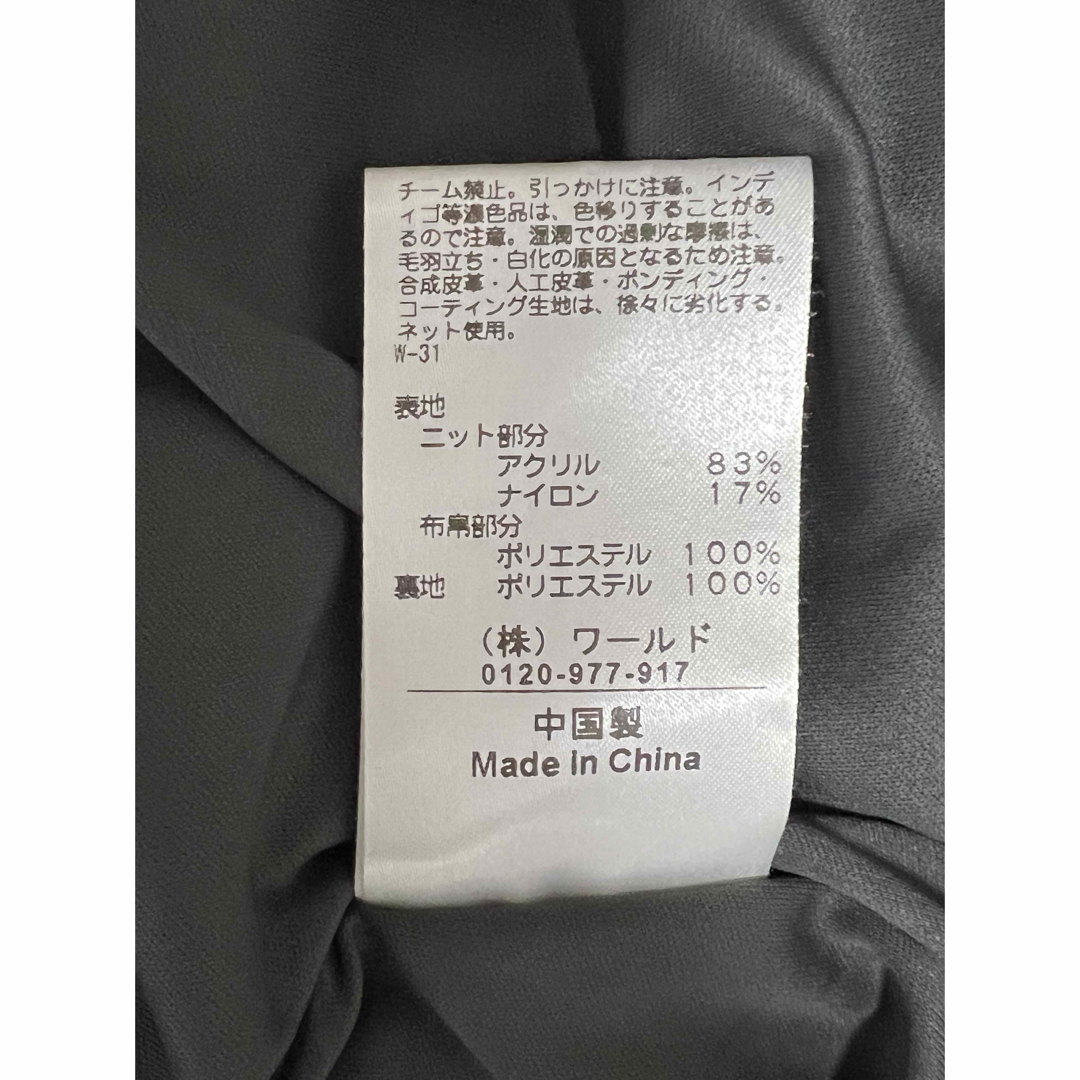 チーム禁止。引っかけに注意。インデ
ィゴ等濃色品は、色移りすることがあ
るので注意。湿潤での過剰な摩擦は、
毛羽立ち・白化の原因となるため注意。
合成皮革・人工皮革・ボンディング・
コーティング生地は、徐々に劣化する。
ネット使用。
W-31
表地
ニット部分
アクリル 83%
ナイロン 17%
布帛部分
ポリエステル 100%
裏地 ポリエステル 100%
(株) ワールド
0120-977-917
中国製
Made in China